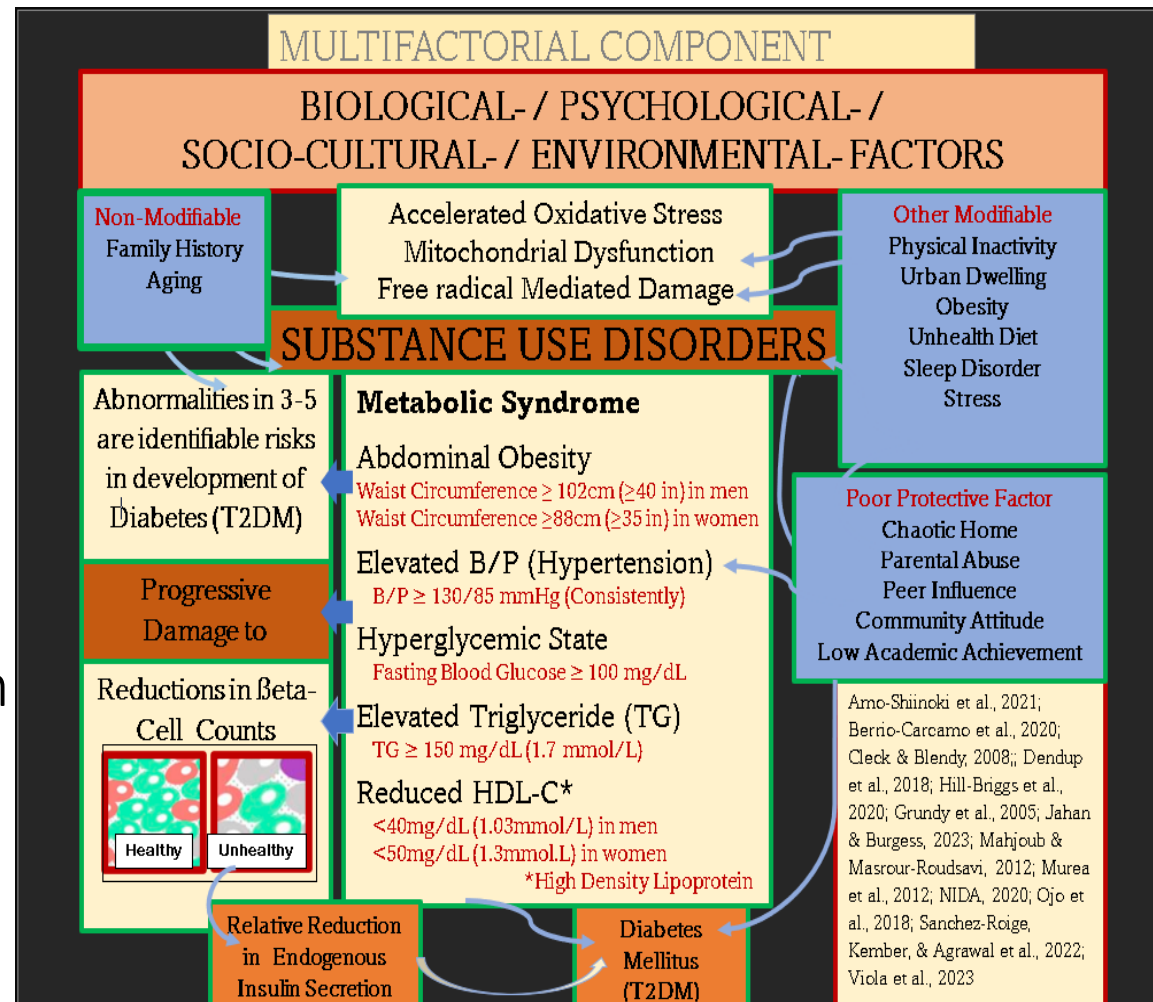 MULTIFACTORIAL COMPONENT
BIOLOGICAL- / PSYCHOLOGICAL- /
SOCIO-CULTURAL- / ENVIRONMENTAL- FACTORS
Non-Modifiable
Family History
Aging
Accelerated Oxidative Stress
Mitochondrial Dysfunction
Free radical Mediated Damage
Other Modifiable
Physical Inactivity
Urban Dwelling
Obesity
Unhealth Diet
Sleep Disorder
Stress
SUBSTANCE USE DISORDERS
Abnormalities in 3-5
are identifiable risks
in development of
Diabetes (T2DM)
Progressive
Damage to
Reductions in ßeta-
Cell Counts
Healthy
Unhealthy
Metabolic Syndrome
Abdominal Obesity
Waist Circumference ≥ 102cm (≥40 in) in men
Waist Circumference ≥88cm (≥35 in) in women
Elevated B/P (Hypertension)
B/P ≥ 130/85 mmHg (Consistently)
Hyperglycemic State
Fasting Blood Glucose ≥ 100 mg/dL
Elevated Triglyceride (TG)
TG ≥ 150 mg/dL (1.7 mmol/L)
Reduced HDL-C*
<40mg/dL (1.03mmol/L) in men
<50mg/dL (1.3mmol.L) in women
*High Density Lipoprotein
Poor Protective Factor
Chaotic Home
Parental Abuse
Peer Influence
Community Attitude
Low Academic Achievement
n
Amo-Shiinoki et al., 2021;
Berrio-Carcamo et al., 2020;
Cleck & Blendy, 2008;; Dendup
et al., 2018; Hill-Briggs et al.,
2020; Grundy et al., 2005; Jahan
& Burgess, 2023; Mahjoub &
Masrour-Roudsavi, 2012; Murea
et al., 2012; NIDA, 2020; Ojo et
al., 2018; Sanchez-Roige,
Kember, & Agrawal et al., 2022;
Viola et al., 2023
Relative Reduction
in Endogenous
Insulin Secretion
Diabetes
Mellitus
(T2DM)